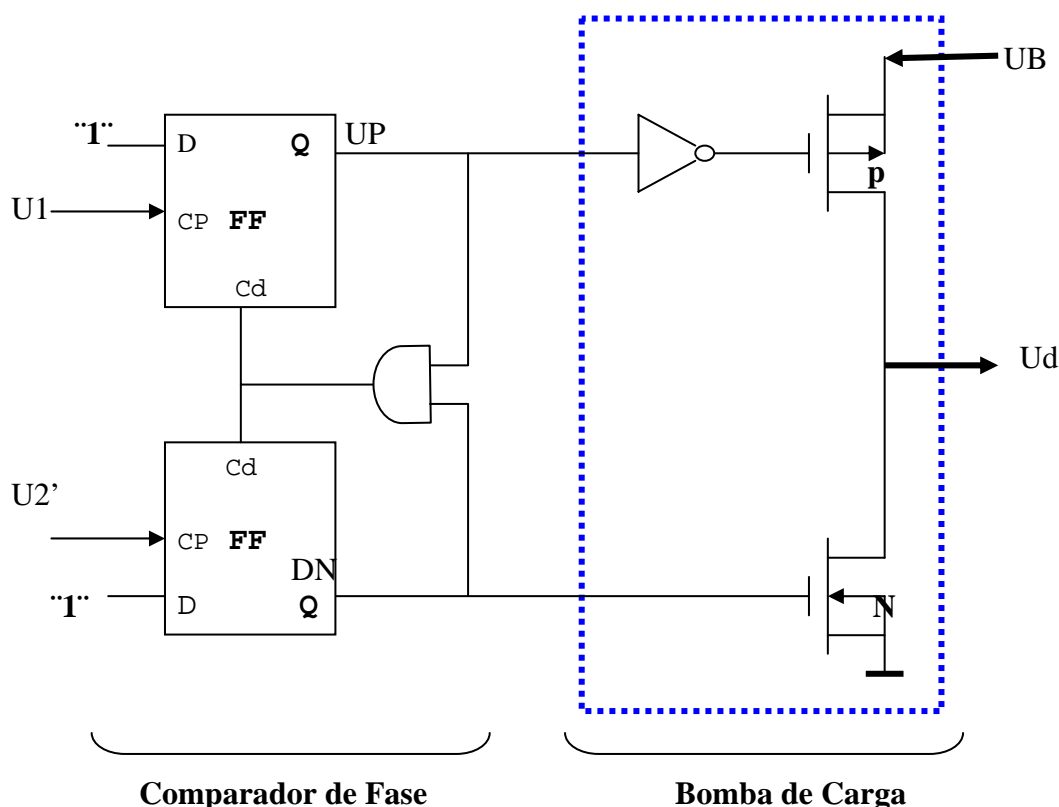 UB
¨1¨
D
Q
UP
p
U1
CP FF
Cd
Ud
Cd
U2’
CP FF
DN
¨1¨
D
Q
N
Comparador de Fase
Bomba de Carga